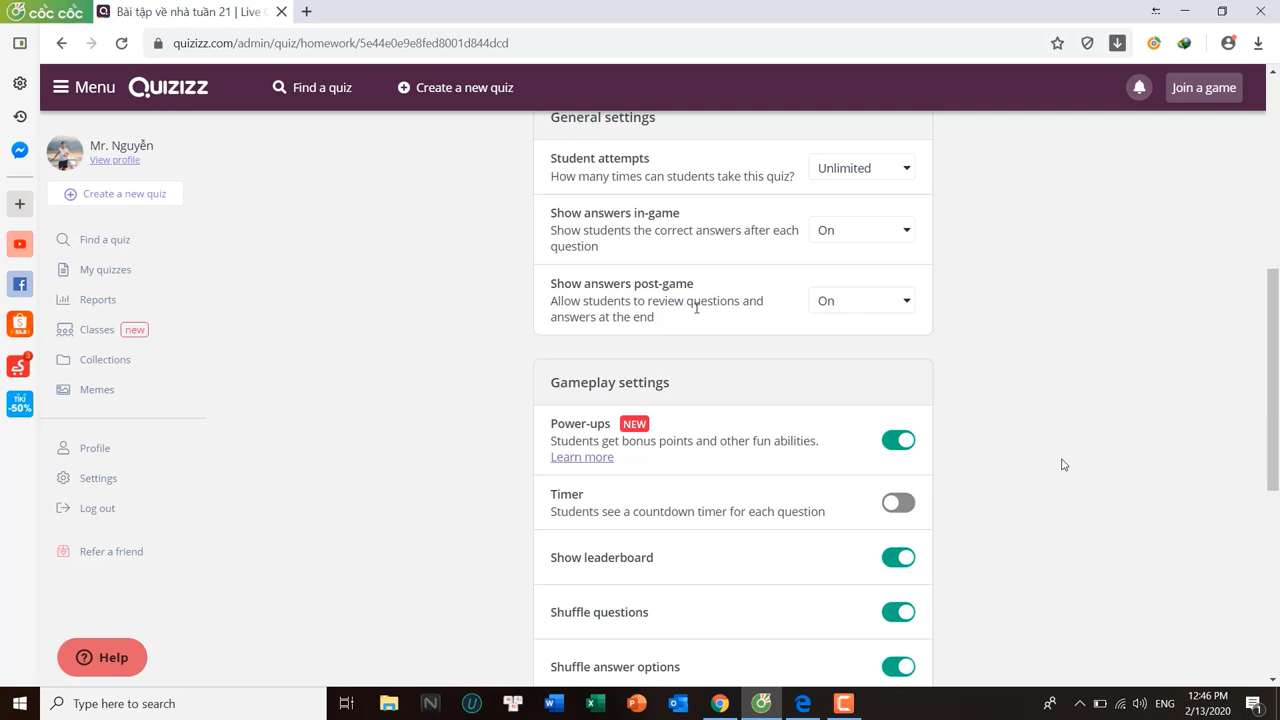 cốc cốc
Bài tập về nhà tuần 21 | Live
quizizz.com/admin/quiz/homework/5e44e0e9e8fed8001d844dcd
Menu
QUIZIZZ
Find a quiz
Create a new quiz
Join a game
Mr. Nguyễn
View profile
Create a new quiz
Find a quiz
My quizzes
Reports
Classes new
Collections
Memes
Profile
Settings
Log out
Refer a friend
Help
General settings
Student attempts
How many times can students take this quiz?
Unlimited
Show answers in-game
Show students the correct answers after each
question
On
Show answers post-game
Allow students to review questions and
answers at the end
On
Gameplay settings
Power-ups NEW
Students get bonus points and other fun abilities.
Learn more
Timer
Students see a countdown timer for each question
Show leaderboard
Shuffle questions
Shuffle answer options
3
TIKI
-50%
Type here to search
ENG
12:46 PM
2/13/2020